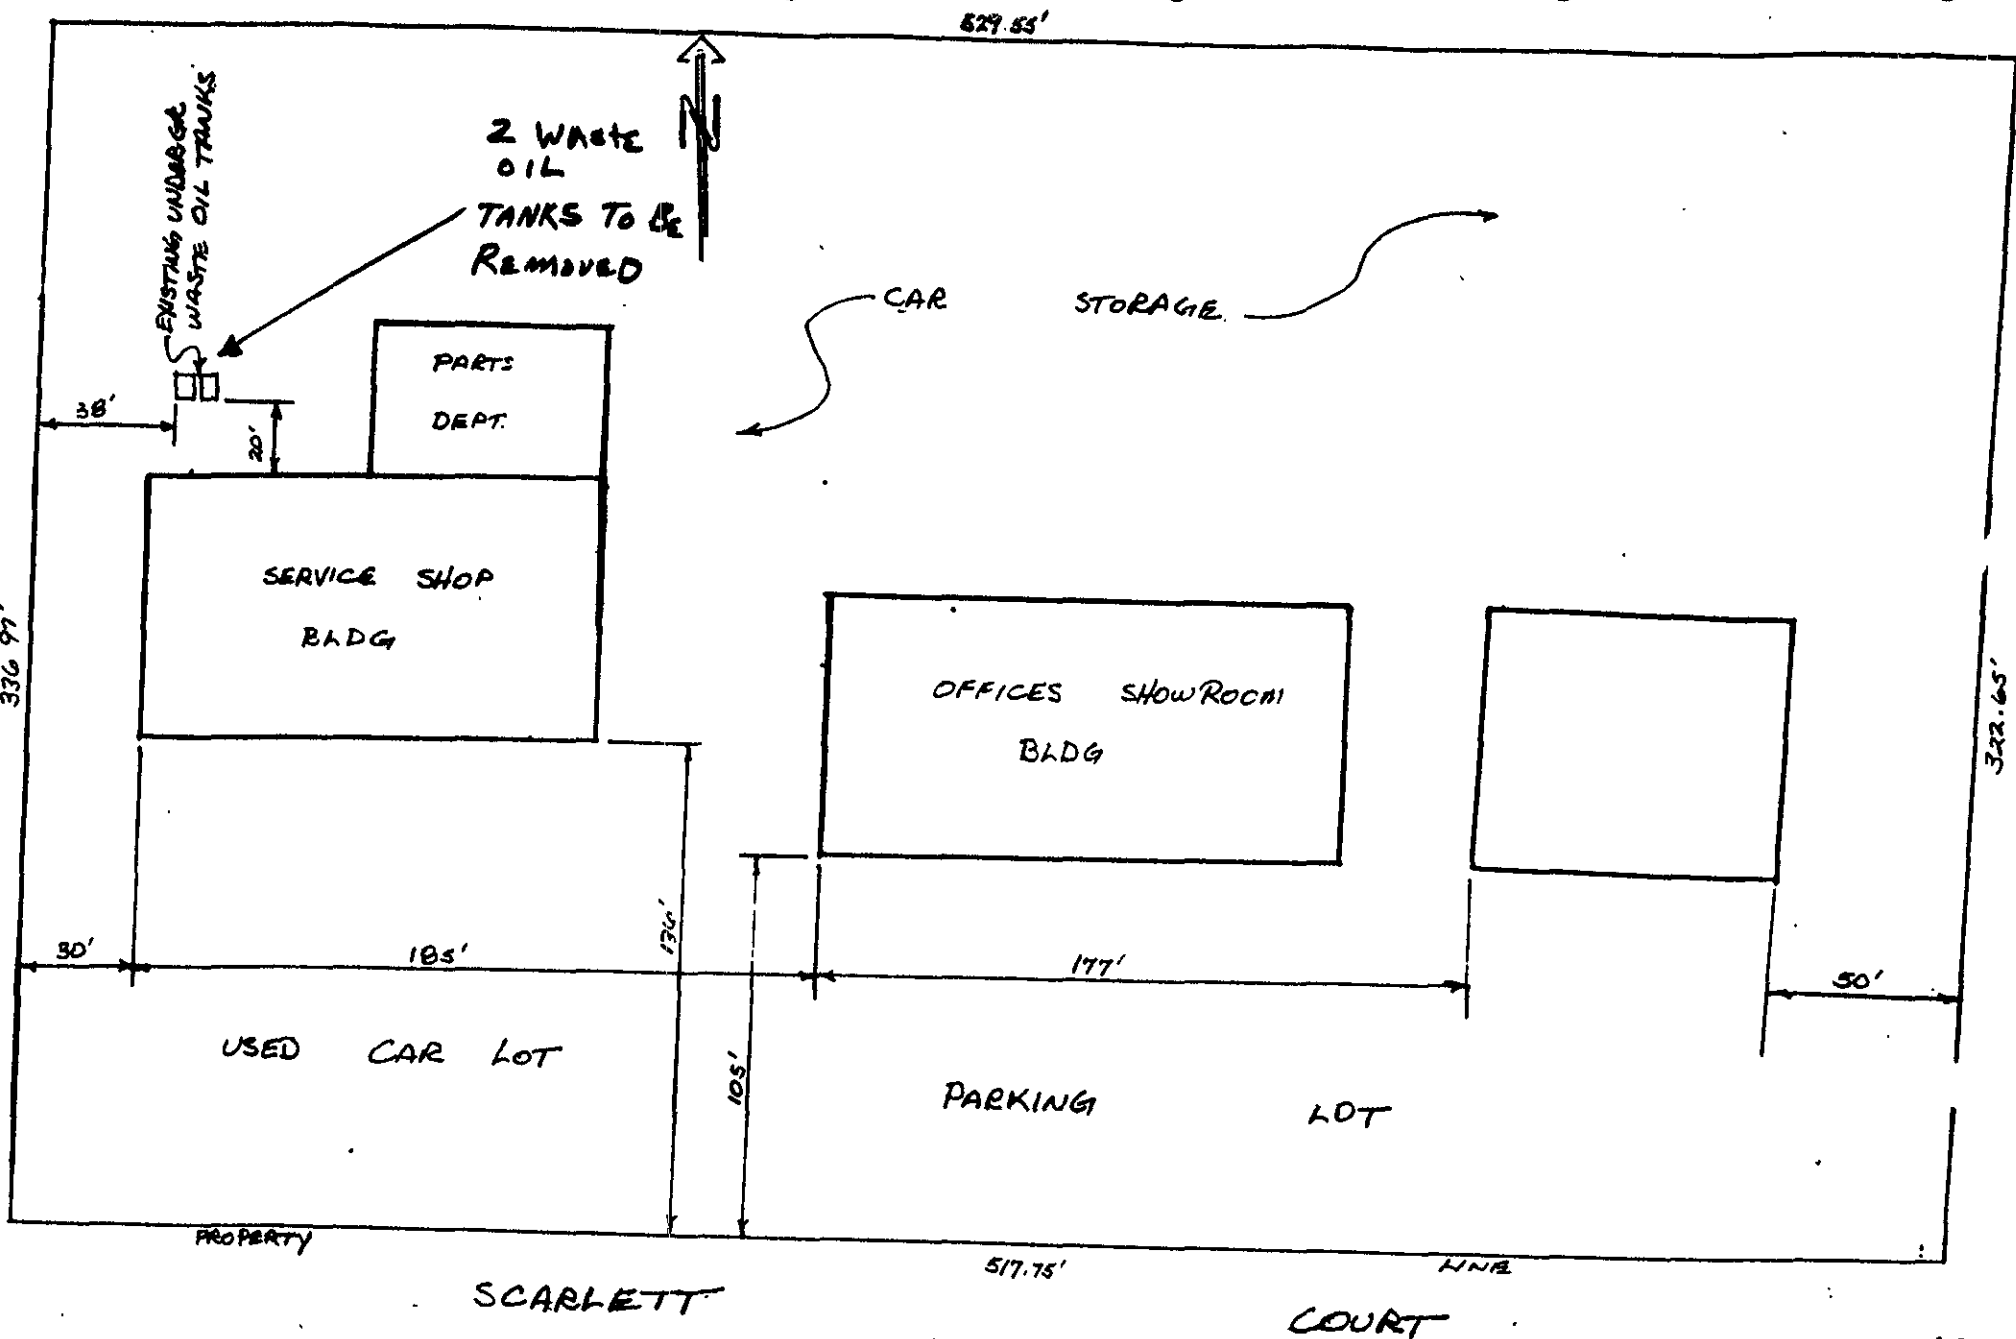 529.55'
EXISTING UNDERGR.
WASTE OIL TANKS
2 WASTE
OIL
TANKS TO BE
REMOVED
N
CAR STORAGE
PARTS
DEPT.
38'
20'
SERVICE SHOP
BLDG
336.97'
OFFICES SHOWROOM
BLDG
322.65'
30'
185'
136'
177'
50'
105'
USED CAR LOT
PARKING LOT
PROPERTY LINE
517.75'
SCARLETT COURT